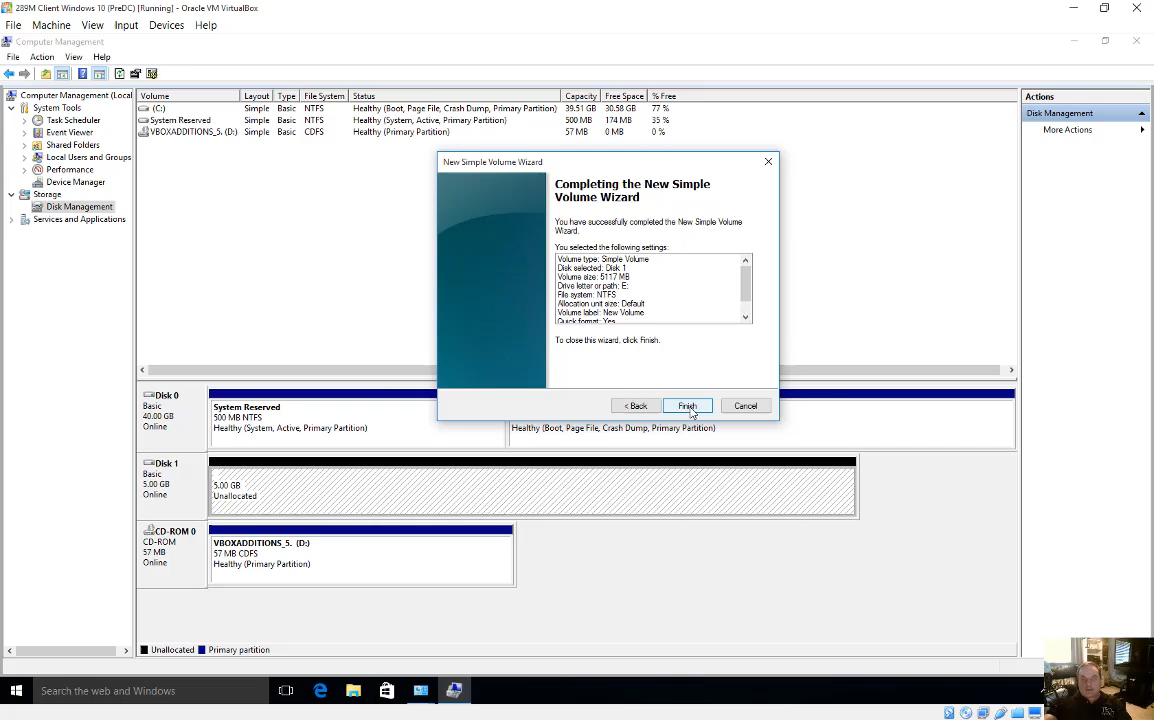 289M Client Windows 10 (PreDC) [Running] - Oracle VM VirtualBox
File Machine View Input Devices Help
Computer Management
File Action View Help
Computer Management (Local
System Tools
Task Scheduler
Event Viewer
Shared Folders
Local Users and Groups
Performance
Device Manager
Storage
Disk Management
Services and Applications
Volume Layout Type File System Status Capacity Free Space % Free
(C:) Simple Basic NTFS Healthy (Boot, Page File, Crash Dump, Primary Partition) 39.51 GB 30.58 GB 77 %
System Reserved Simple Basic NTFS Healthy (System, Active, Primary Partition) 500 MB 174 MB 35 %
VBOXADDITIONS_5. (D:) Simple Basic CDFS Healthy (Primary Partition) 57 MB 0 MB 0 %
Actions
Disk Management
More Actions
New Simple Volume Wizard
Completing the New Simple
Volume Wizard
You have successfully completed the New Simple Volume
Wizard.
You selected the following settings:
Volume type: Simple Volume
Disk selected: Disk 1
Volume size: 5117 MB
Drive letter or path: E:
File system: NTFS
Allocation unit size: Default
Volume label: New Volume
Quick format: Yes
To close this wizard, click Finish.
< Back Finish Cancel
Disk 0
Basic
40.00 GB
Online
System Reserved
500 MB NTFS
Healthy (System, Active, Primary Partition)
Healthy (Boot, Page File, Crash Dump, Primary Partition)
Disk 1
Basic
5.00 GB
Online
5.00 GB
Unallocated
CD-ROM 0
CD-ROM
57 MB
Online
VBOXADDITIONS_5. (D:)
57 MB CDFS
Healthy (Primary Partition)
Unallocated Primary partition
Search the web and Windows